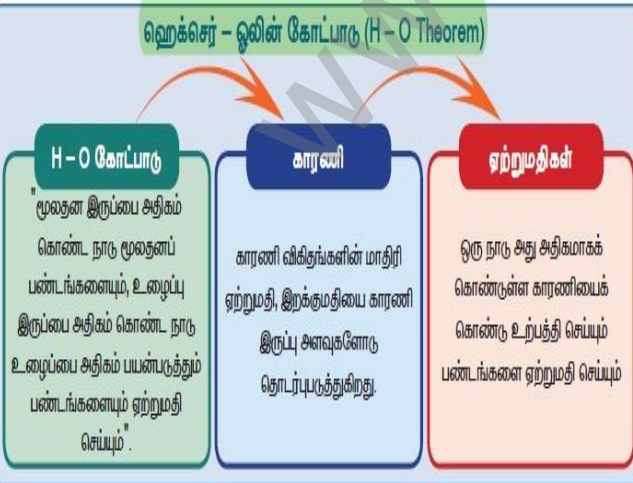 ஹெக்செர் – ஓலின் கோட்பாடு (H – O Theorem)
H – O கோட்பாடு
"மூலதன இருப்பை அதிகம்
கொண்ட நாடு மூலதனப்
பண்டங்களையும், உழைப்பு
இருப்பை அதிகம் கொண்ட நாடு
உழைப்பை அதிகம் பயன்படுத்தும்
பண்டங்களையும் ஏற்றுமதி
செய்யும்".
காரணி
காரணி விகிதங்களின் மாதிரி
ஏற்றுமதி, இறக்குமதியை காரணி
இருப்பு அளவுகளோடு
தொடர்புபடுத்துகிறது.
ஏற்றுமதிகள்
ஒரு நாடு அது அதிகமாகக்
கொண்டுள்ள காரணியைக்
கொண்டு உற்பத்தி செய்யும்
பண்டங்களை ஏற்றுமதி செய்யும்